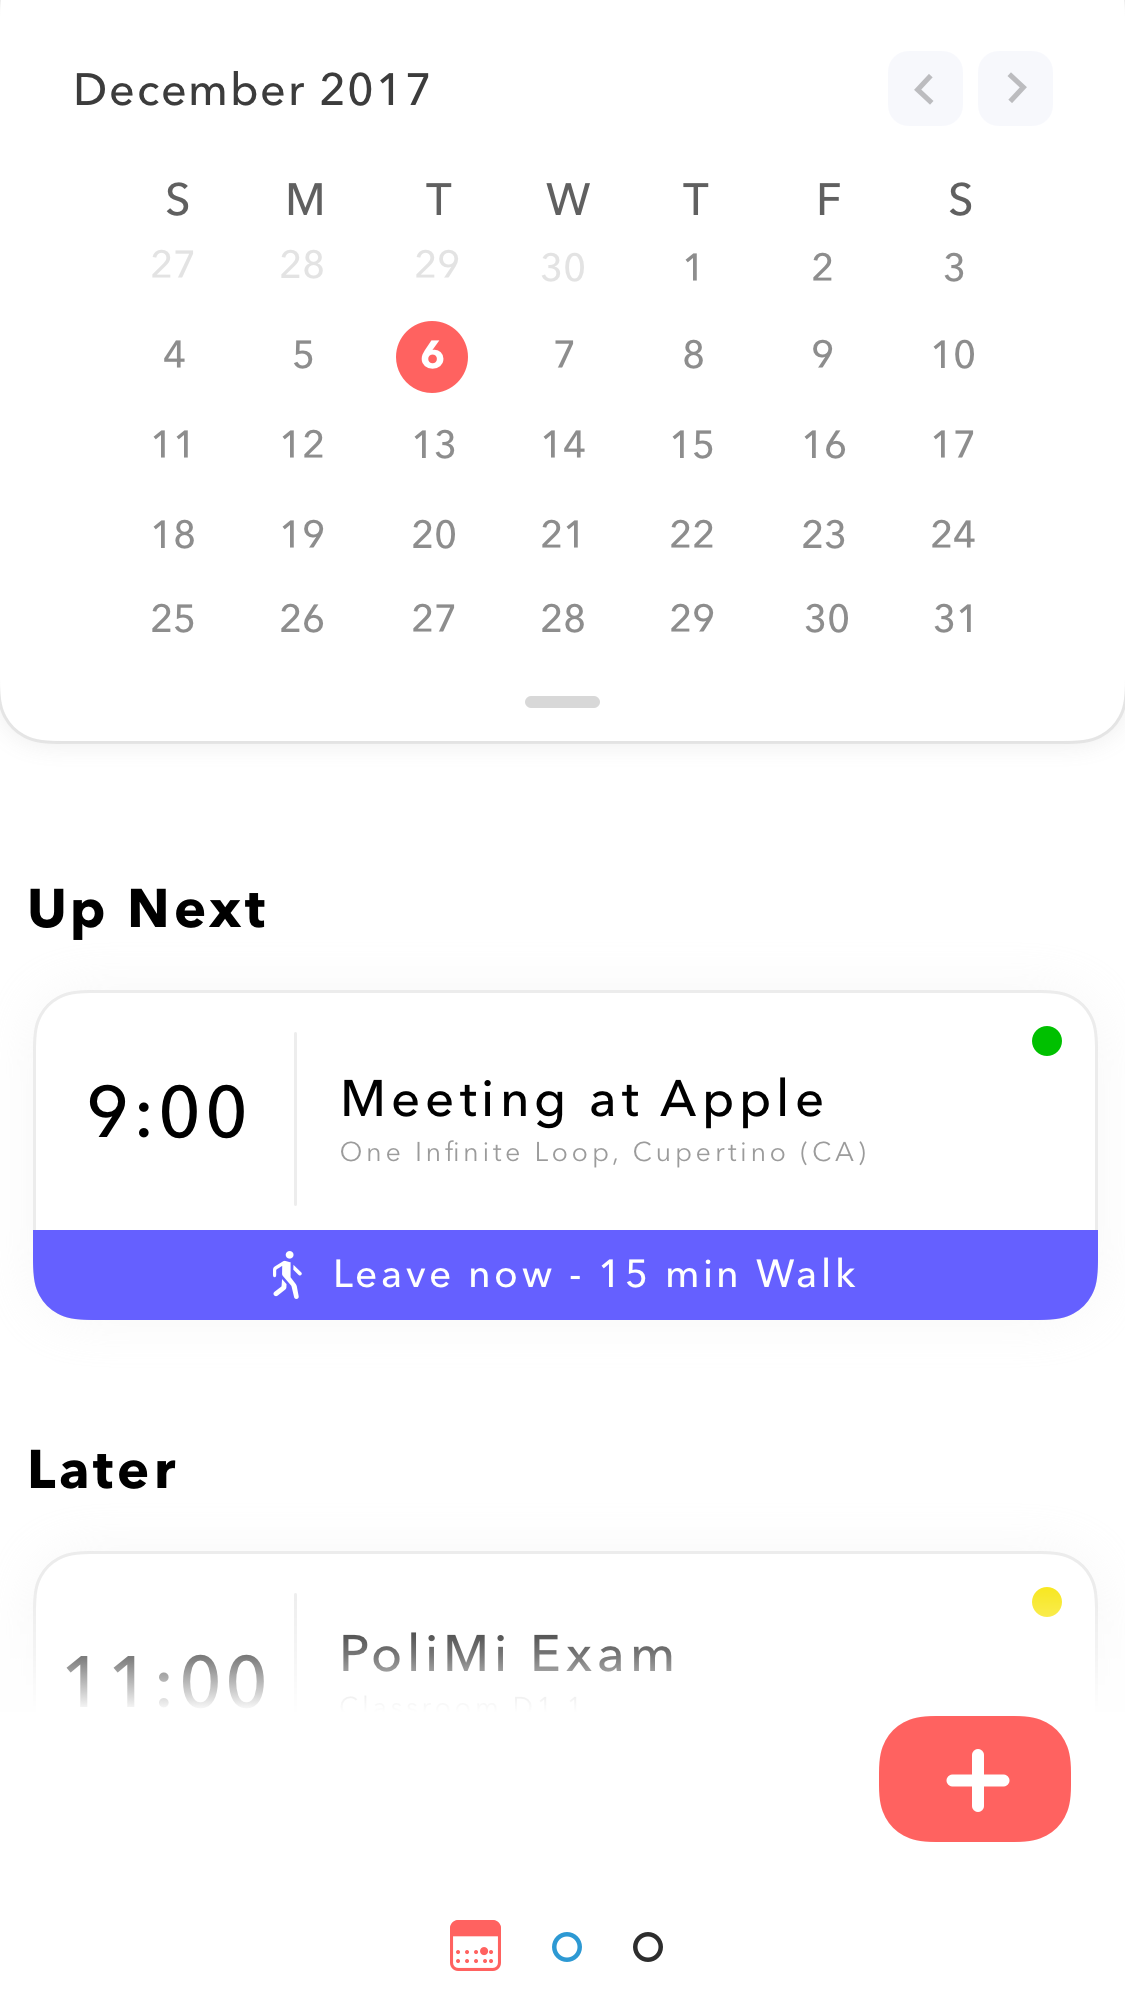 December 2017
S M T W T F S
27 28 29 30 1 2 3
4 5 6 7 8 9 10
11 12 13 14 15 16 17
18 19 20 21 22 23 24
25 26 27 28 29 30 31
Up Next
9:00
Meeting at Apple
One Infinite Loop, Cupertino (CA)
Leave now - 15 min Walk
Later
11:00
PoliMi Exam
Classroom D1.1